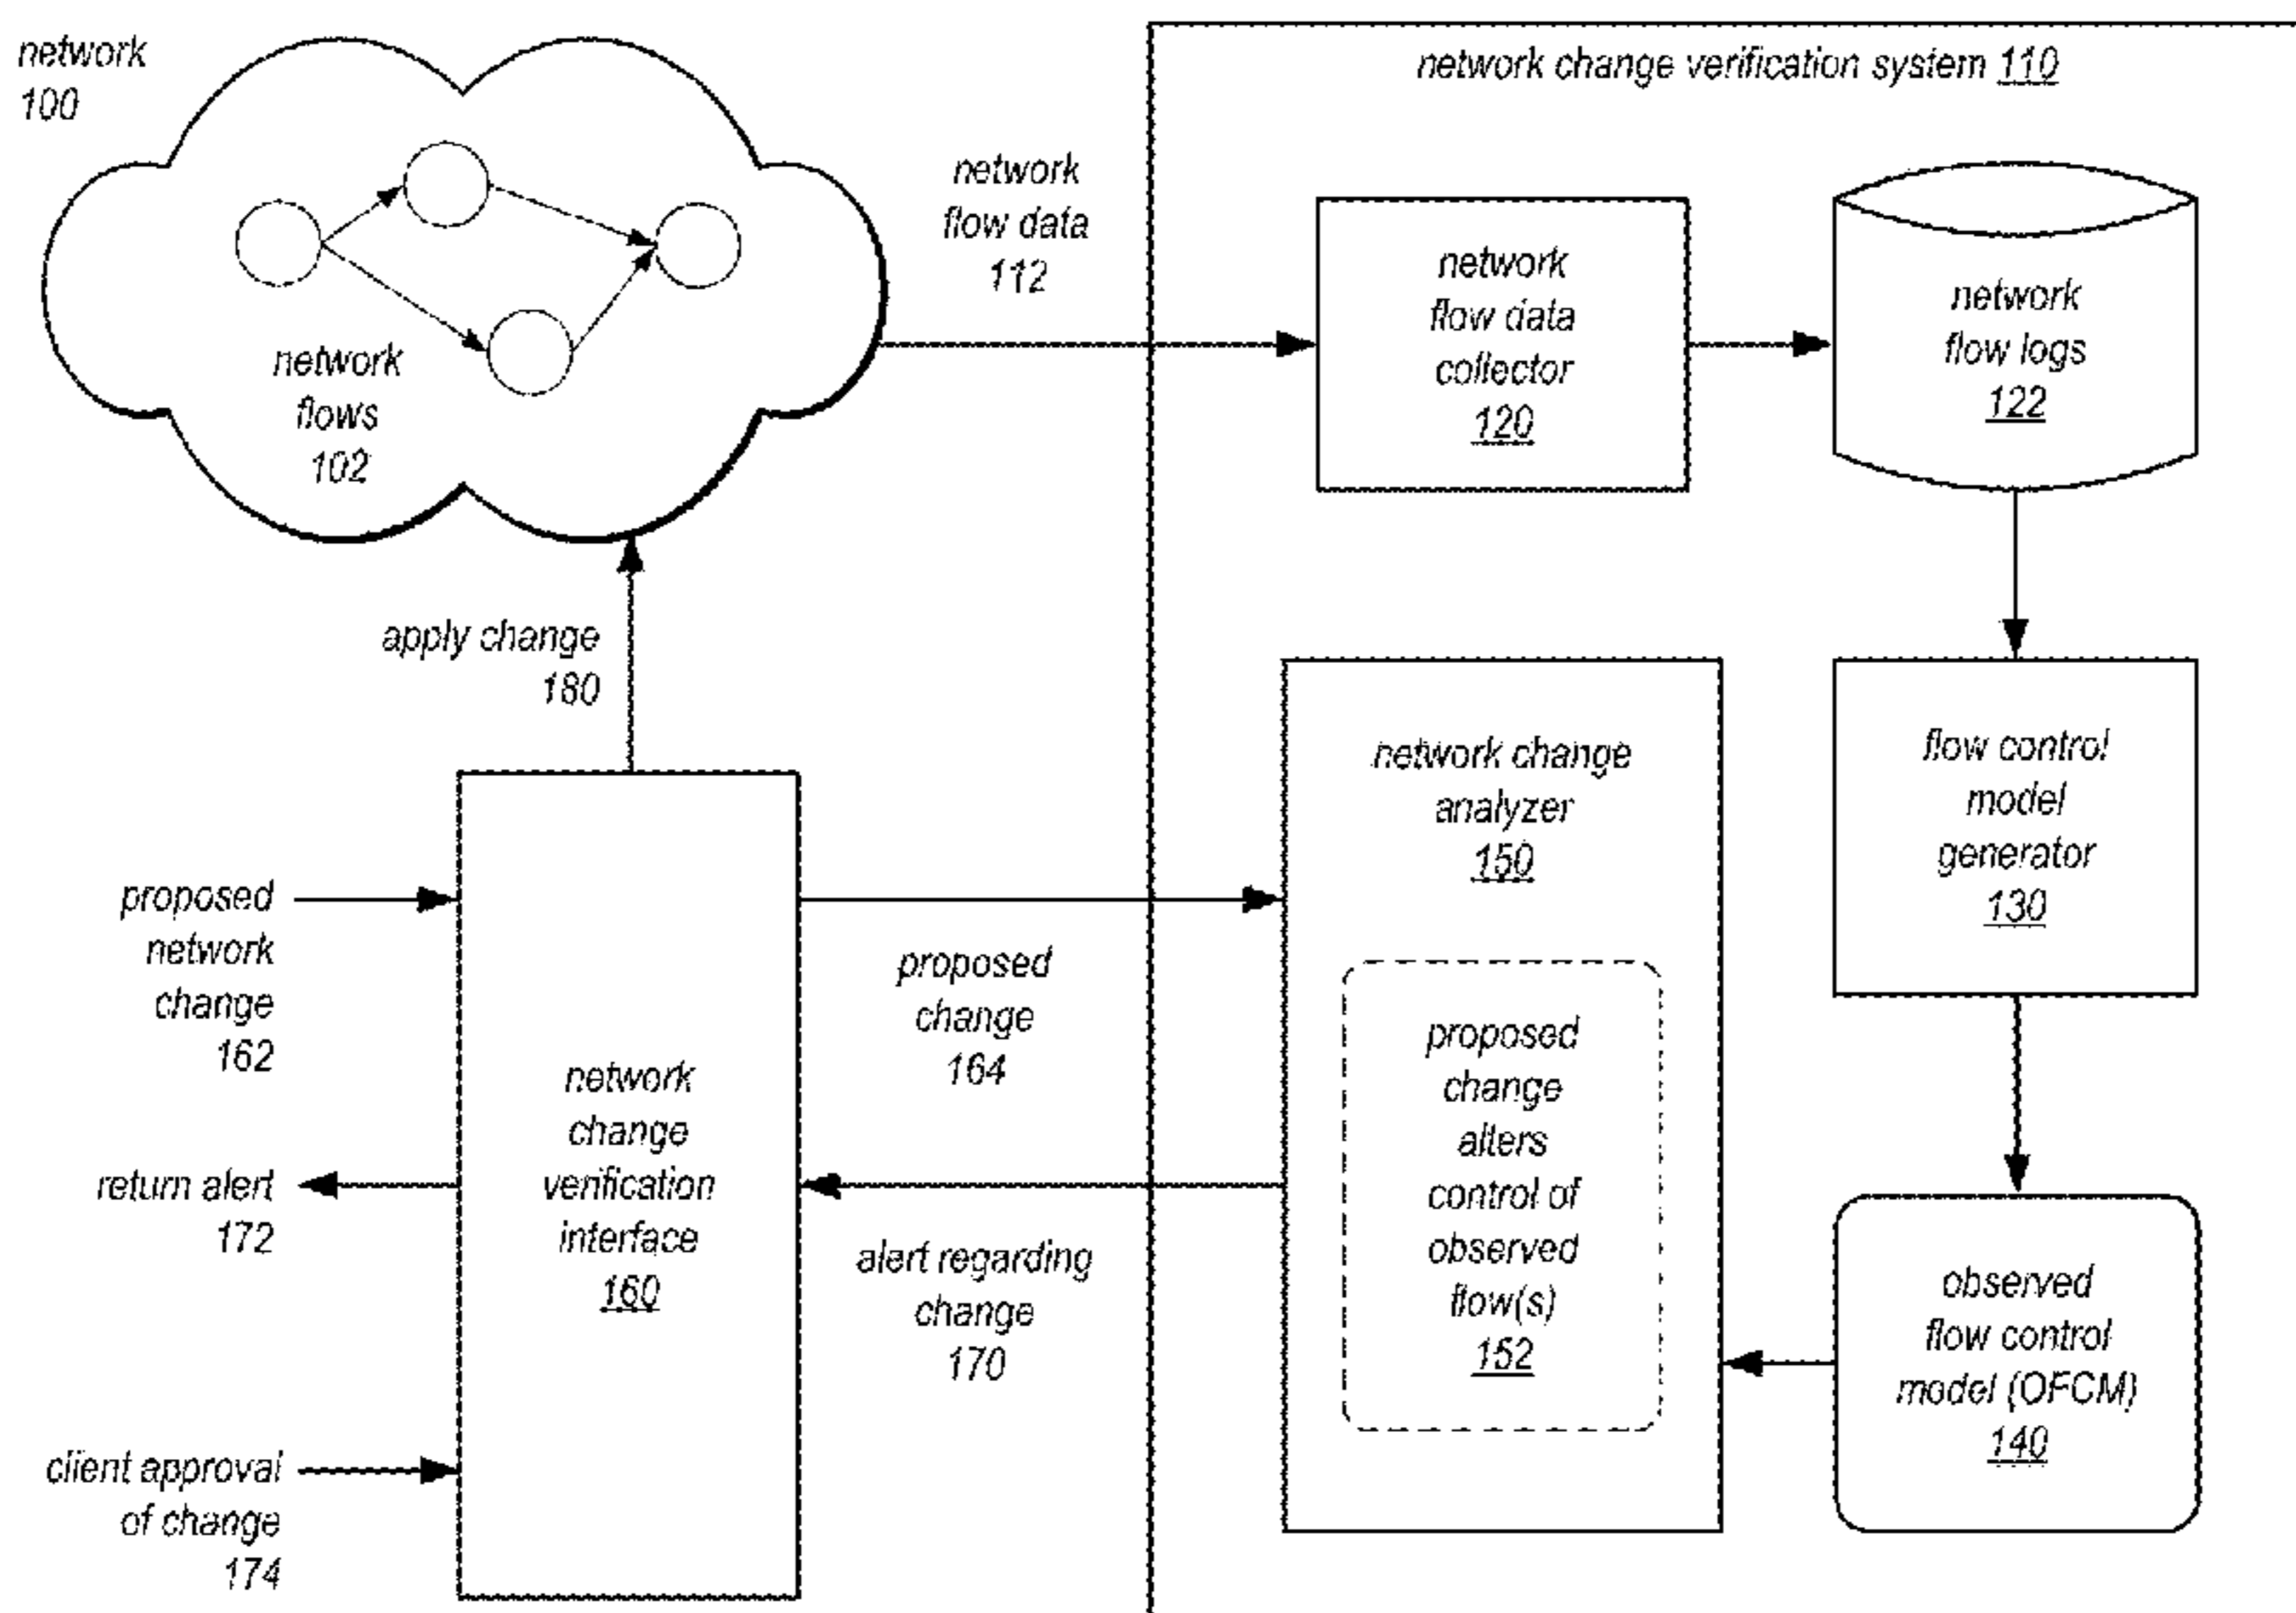 network
100
network
flows
102
network
flow data
112
network change verification system 110
network
flow data
collector
120
network
flow logs
122
apply change
180
flow control
model
generator
130
network change
analyzer
150
proposed
change
alters
control of
observed
flow(s)
152
observed
flow control
model (OFCM)
140
proposed
network
change
162
return alert
172
client approval
of change
174
network
change
verification
interface
160
proposed
change
164
alert regarding
change
170